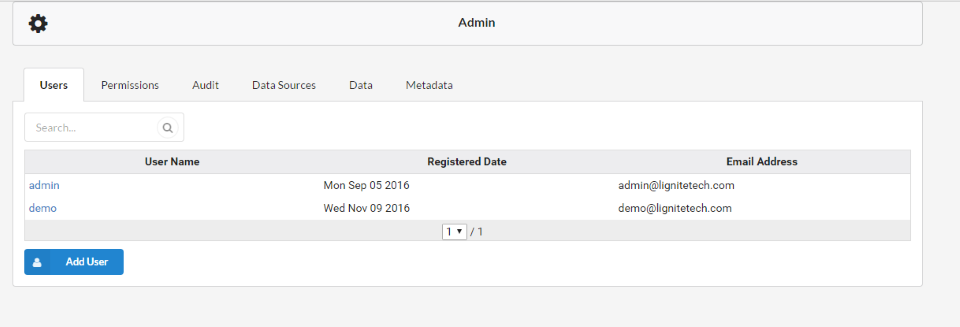 Admin
Users Permissions Audit Data Sources Data Metadata
Search...
User Name Registered Date Email Address
admin Mon Sep 05 2016 admin@lignitetech.com
demo Wed Nov 09 2016 demo@lignitetech.com
1 / 1
Add User